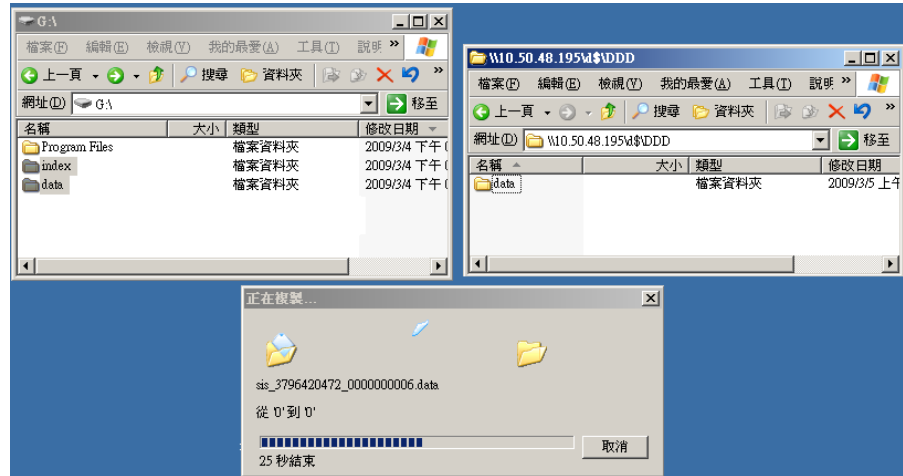 G:\
檔案(F) 編輯(E) 檢視(V) 我的最愛(A) 工具(T) 說明 »
上一頁 搜尋 資料夾 »
網址(D) G:\ 移至
名稱 大小 類型 修改日期
Program Files 檔案資料夾 2009/3/4 下午
index 檔案資料夾 2009/3/4 下午
data 檔案資料夾 2009/3/4 下午
\\10.50.48.195\d$\DDD
檔案(F) 編輯(E) 檢視(V) 我的最愛(A) 工具(T) 說明 »
上一頁 搜尋 資料夾 »
網址(D) \\10.50.48.195\d$\DDD 移至
名稱 大小 類型 修改日期
data 檔案資料夾 2009/3/5 上午
正在複製...
sis_3796420472_0000000006.data
從 '0' 到 '0'
25 秒結束
取消